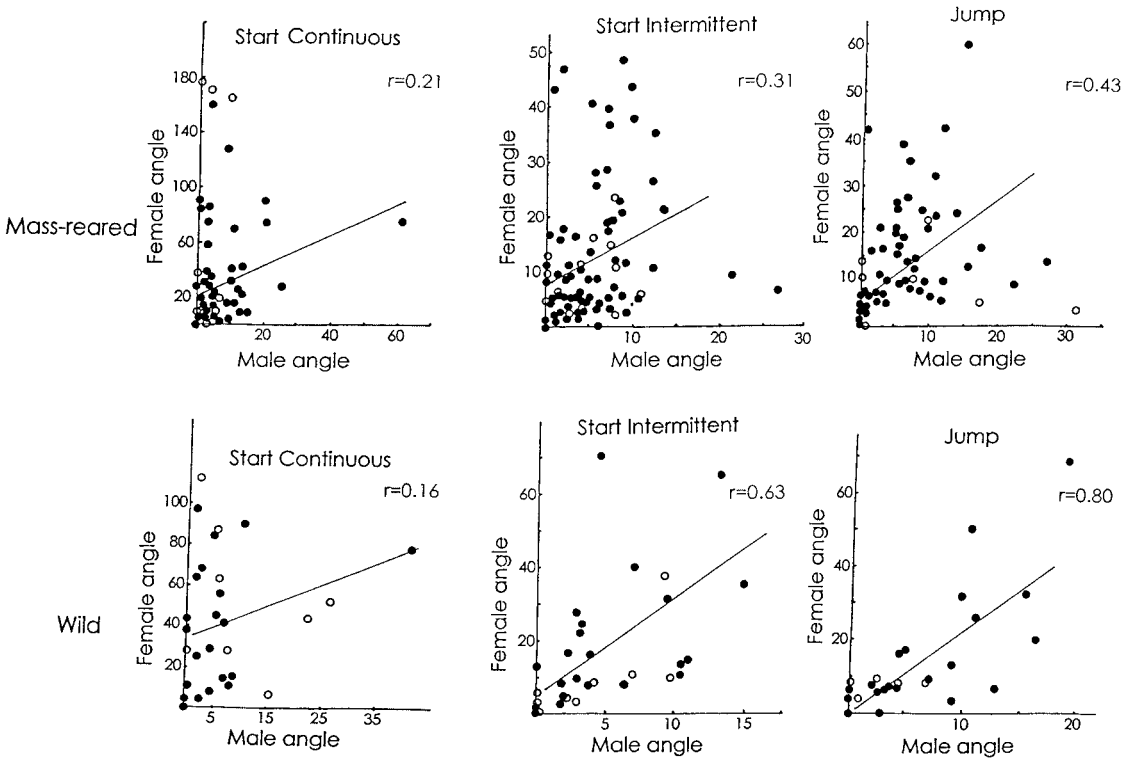 Mass-reared
Start Continuous
r=0.21
Female angle
180
140
100
60
20
20
40
60
Male angle
Start Intermittent
r=0.31
Female angle
50
40
30
20
10
10
20
30
Male angle
Jump
r=0.43
Female angle
60
50
40
30
20
10
10
20
30
Male angle
Wild
Start Continuous
r=0.16
Female angle
100
80
60
40
20
5
15
25
35
Male angle
Start Intermittent
r=0.63
Female angle
60
40
20
5
10
15
Male angle
Jump
r=0.80
Female angle
60
40
20
10
20
Male angle